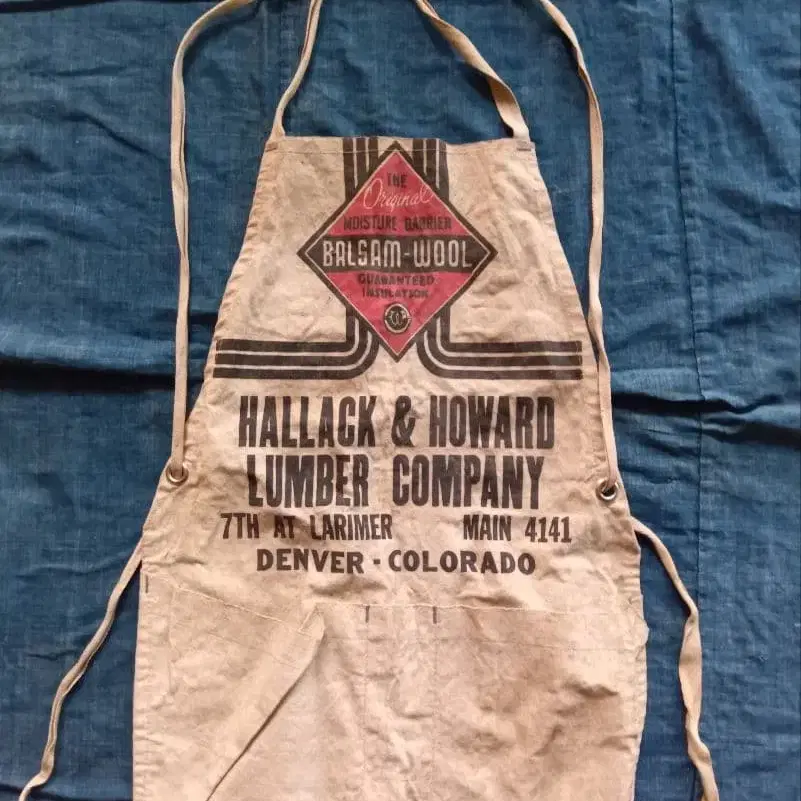 THE
Original
MOISTURE BARRIER
BALSAM-WOOL
GUARANTEED
INSULATION
HALLACK & HOWARD
LUMBER COMPANY
7TH AT LARIMER MAIN 4141
DENVER - COLORADO